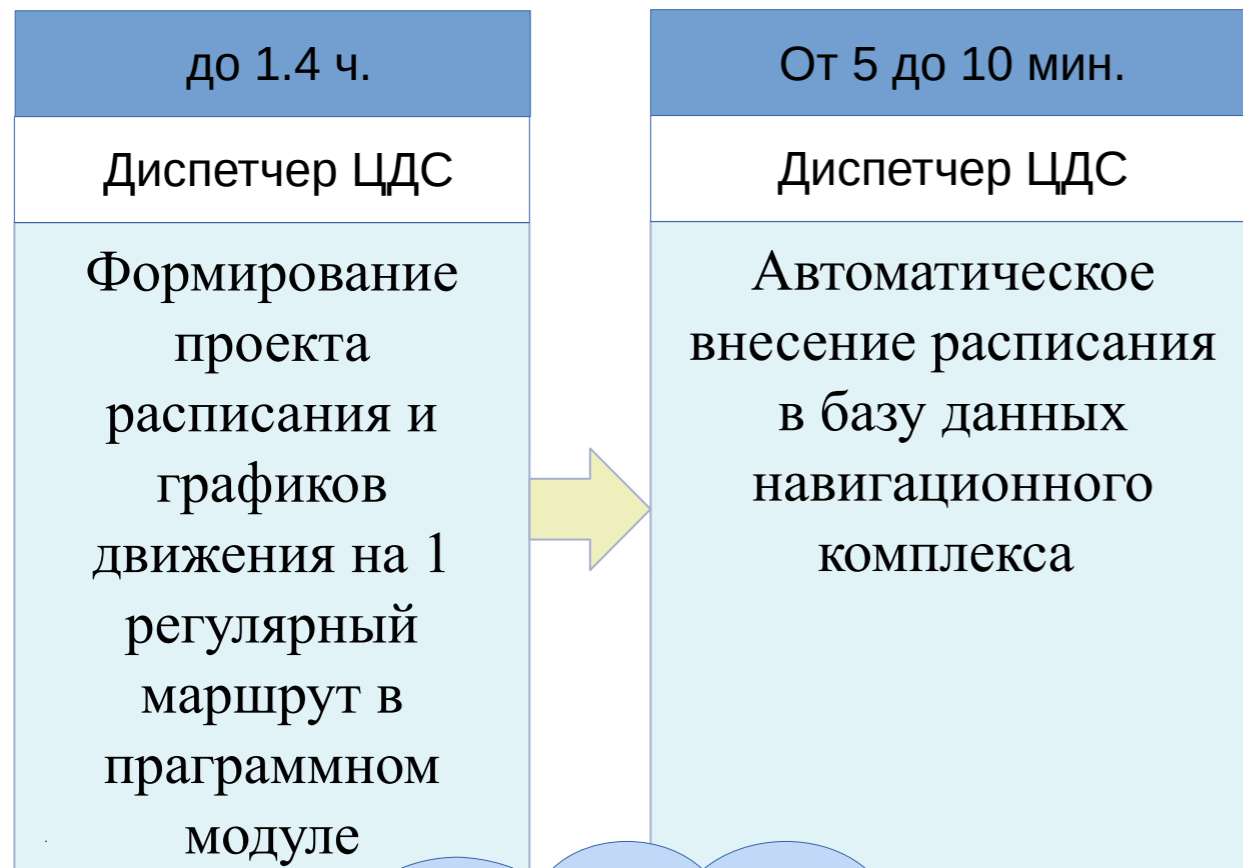 до 1.4 ч.
Диспетчер ЦДС
Формирование
проекта
расписания и
графиков
движения на 1
регулярный
маршрут в
праграммном
модуле
От 5 до 10 мин.
Диспетчер ЦДС
Автоматическое
внесение расписания
в базу данных
навигационного
комплекса